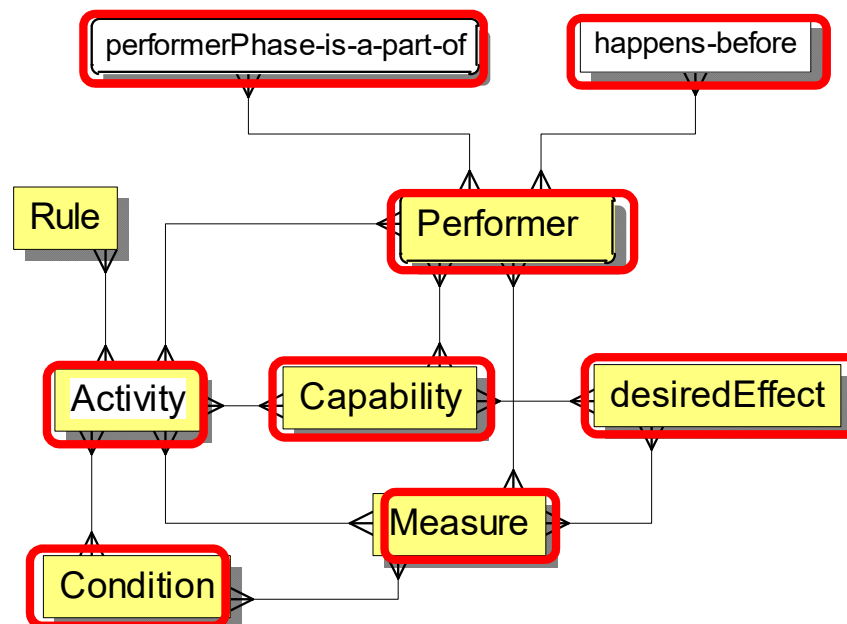 performerPhase-is-a-part-of
happens-before
Rule
Performer
Activity
Capability
desiredEffect
Measure
Condition